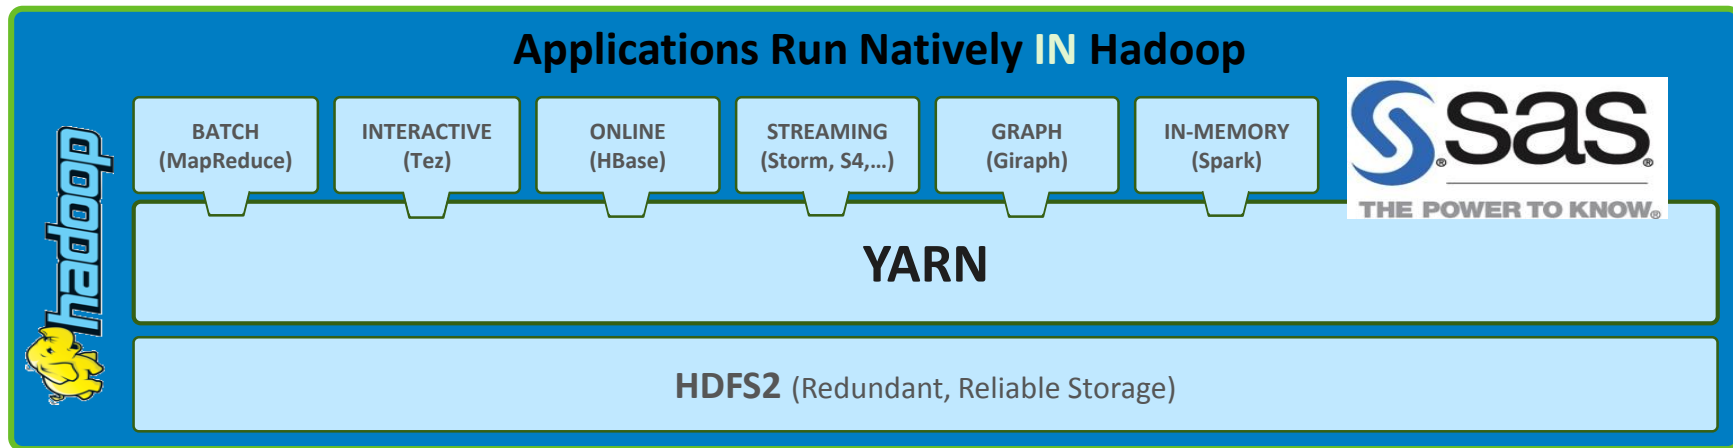 Applications Run Natively IN Hadoop
BATCH
(MapReduce)
INTERACTIVE
(Tez)
ONLINE
(HBase)
STREAMING
(Storm, S4,...)
GRAPH
(Giraph)
IN-MEMORY
(Spark)
sas®
THE POWER TO KNOW®
hadoop
YARN
HDFS2 (Redundant, Reliable Storage)